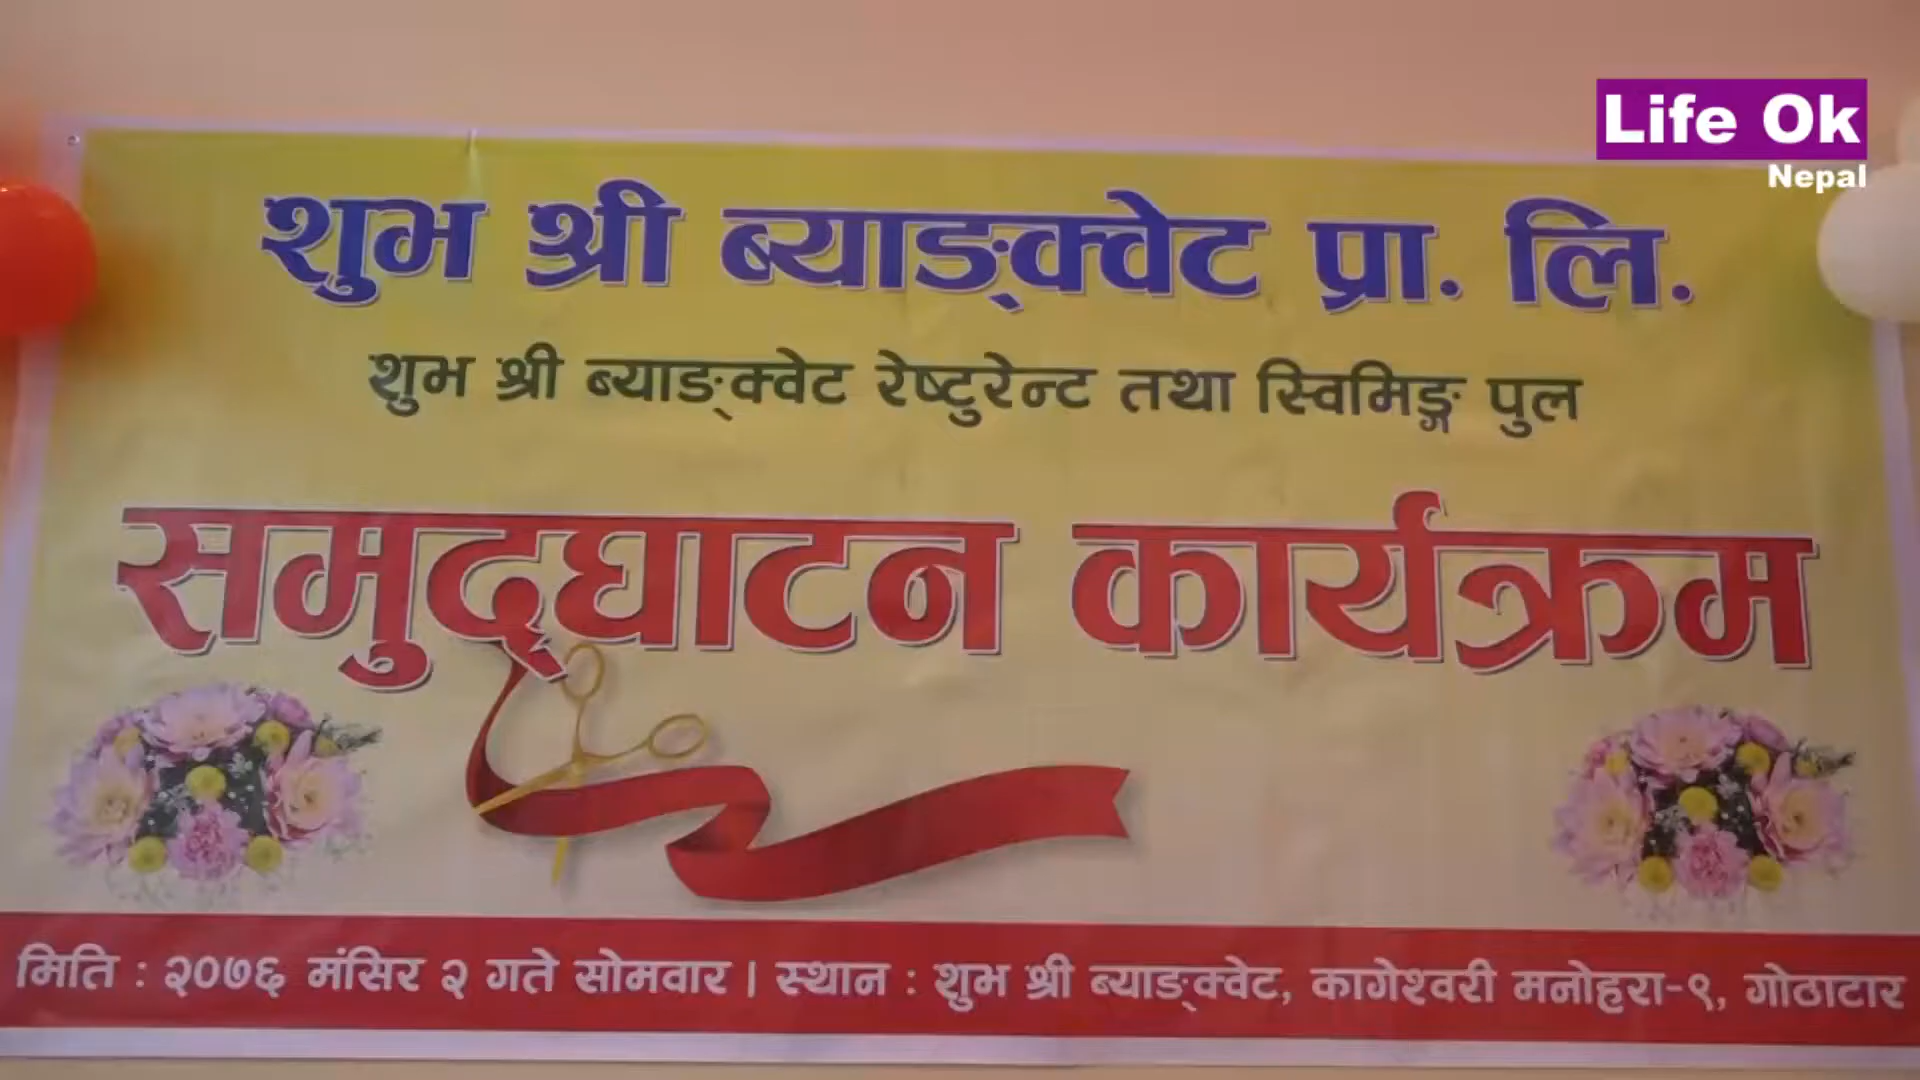 Life Ok
Nepal
शुभ श्री ब्याङ्क्वेट प्रा. लि.
शुभ श्री ब्याङ्क्वेट रेष्टुरेन्ट तथा स्विमिङ्ग पुल
समुद्घाटन कार्यक्रम
मिति : २०७६ मंसिर २ गते सोमवार । स्थान : शुभ श्री ब्याङ्क्वेट, कागेश्वरी मनोहरा-९, गोठाटार